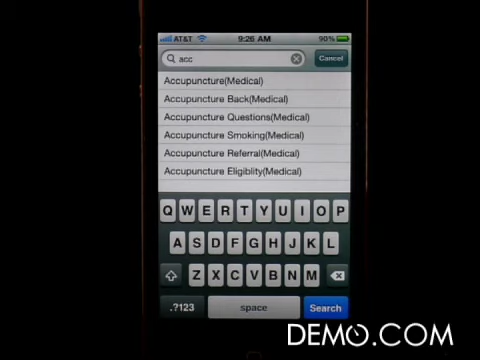 AT&T 9:26 AM 90%
acc Cancel
Accupuncture(Medical)
Accupuncture Back(Medical)
Accupuncture Questions(Medical)
Accupuncture Smoking(Medical)
Accupuncture Referral(Medical)
Accupuncture Eligiblity(Medical)
Q W E R T Y U I O P
A S D F G H J K L
Z X C V B N M
.?123 space Search
DEMO.COM